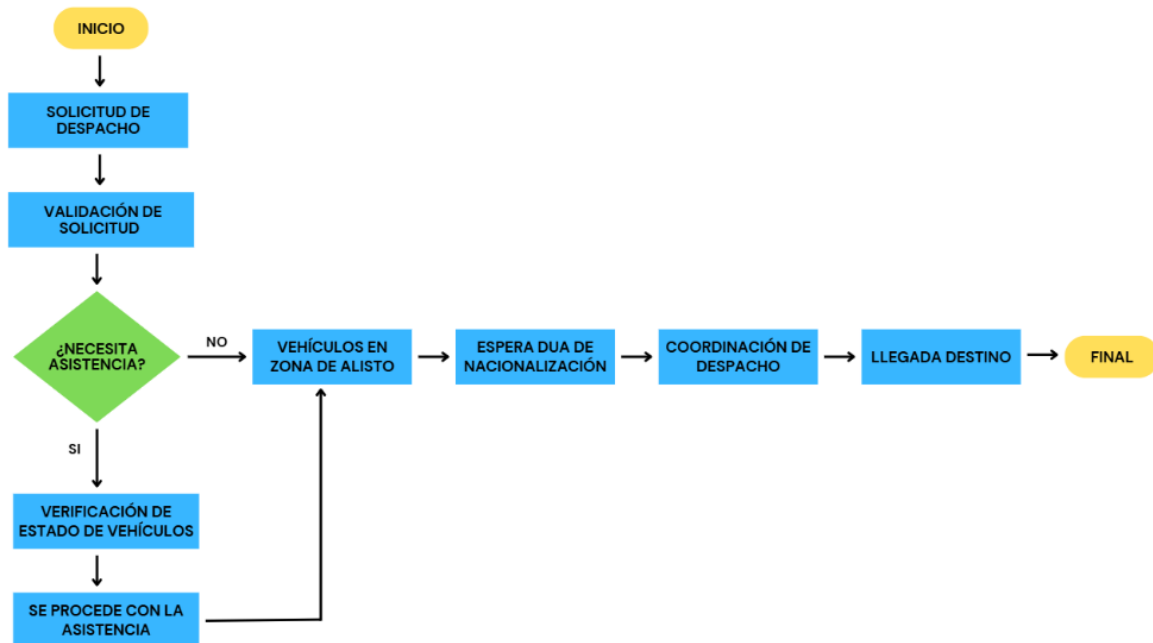 INICIO
SOLICITUD DE
DESPACHO
VALIDACIÓN DE
SOLICITUD
¿NECESITA
ASISTENCIA?
NO
VEHÍCULOS EN
ZONA DE ALISTO
ESPERA DUA DE
NACIONALIZACIÓN
COORDINACIÓN DE
DESPACHO
LLEGADA DESTINO
FINAL
SI
VERIFICACIÓN DE
ESTADO DE VEHÍCULOS
SE PROCEDE CON LA
ASISTENCIA